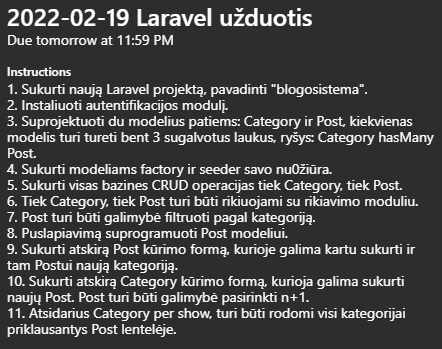 2022-02-19 Laravel užduotis
Due tomorrow at 11:59 PM
Instructions
1. Sukurti naują Laravel projektą, pavadinti "blogosistema".
2. Instaliuoti autentifikacijos modulį.
3. Suprojektuoti du modelius patiems: Category ir Post, kiekvienas
modelis turi tureti bent 3 sugalvotus laukus, ryšys: Category hasMany
Post.
4. Sukurti modeliams factory ir seeder savo nu0žiūra.
5. Sukurti visas bazines CRUD operacijas tiek Category, tiek Post.
6. Tiek Category, tiek Post turi būti rikiuojami su rikiavimo moduliu.
7. Post turi būti galimybė filtruoti pagal kategoriją.
8. Puslapiavimą suprogramuoti Post modeliui.
9. Sukurti atskirą Post kūrimo formą, kurioje galima kartu sukurti ir
tam Postui naują kategoriją.
10. Sukurti atskirą Category kūrimo formą, kurioja galima sukurti
naujų Post. Post turi būti galimybė pasirinkti n+1.
11. Atsidarius Category per show, turi būti rodomi visi kategorijai
priklausantys Post lentelėje.